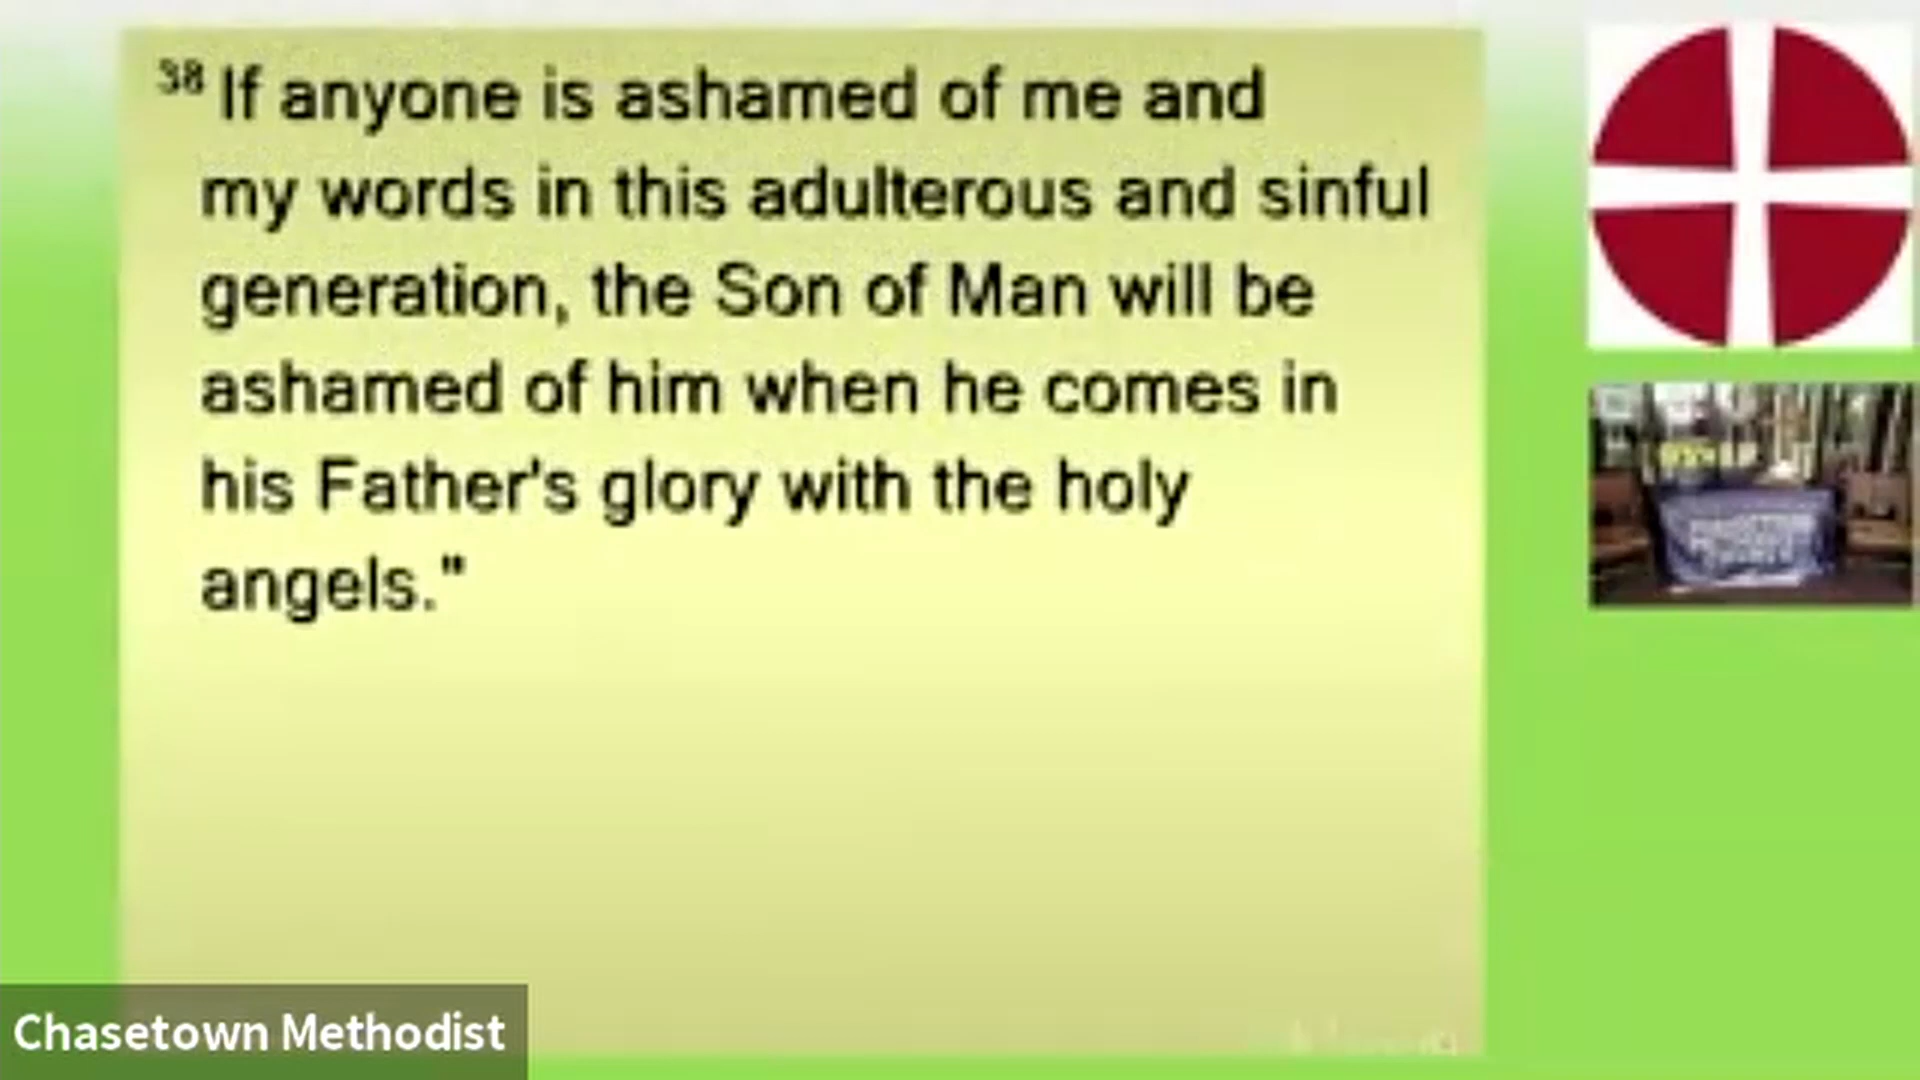 38 If anyone is ashamed of me and
my words in this adulterous and sinful
generation, the Son of Man will be
ashamed of him when he comes in
his Father's glory with the holy
angels."
Chasetown Methodist